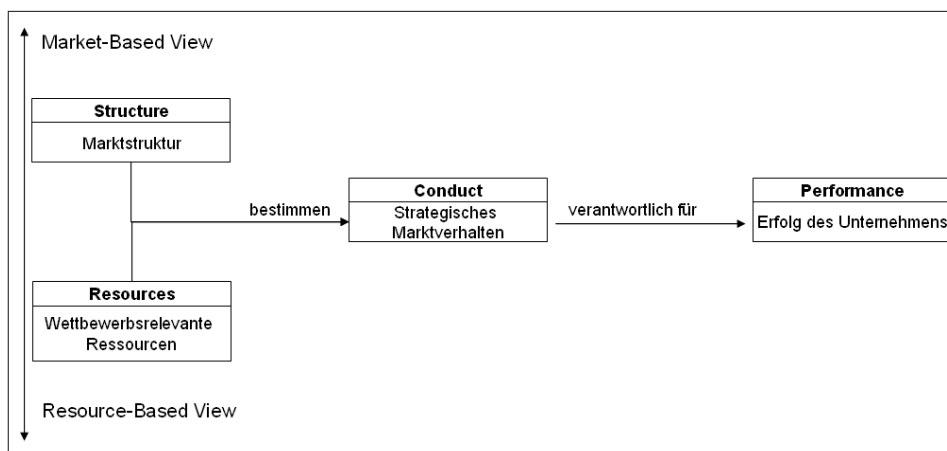 Market-Based View
Structure
Marktstruktur
bestimmen
Conduct
Strategisches
Marktverhalten
verantwortlich für
Performance
Erfolg des Unternehmens
Resources
Wettbewerbsrelevante
Ressourcen
Resource-Based View